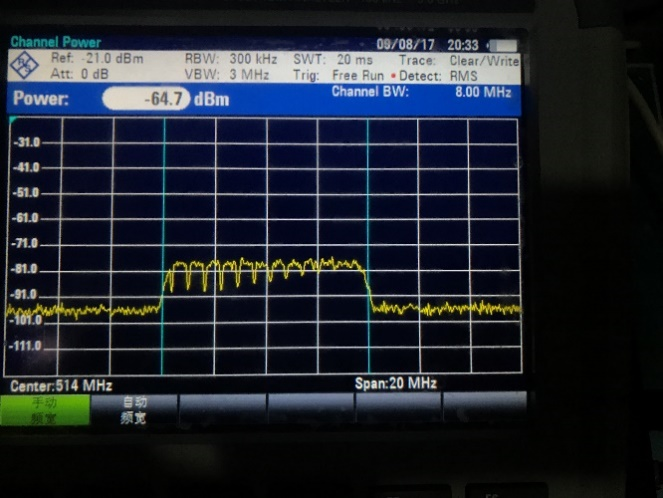 Channel Power 09/08/17 20:33
Ref: -21.0 dBm RBW: 300 kHz SWT: 20 ms Trace: Clear/Write
Att: 0 dB VBW: 3 MHz Trig: Free Run Detect: RMS
Power: -64.7 dBm Channel BW: 8.00 MHz
-31.0
-41.0
-51.0
-61.0
-71.0
-81.0
-91.0
-101.0
-111.0
Center:514 MHz Span:20 MHz
手动 自动
频宽 频宽